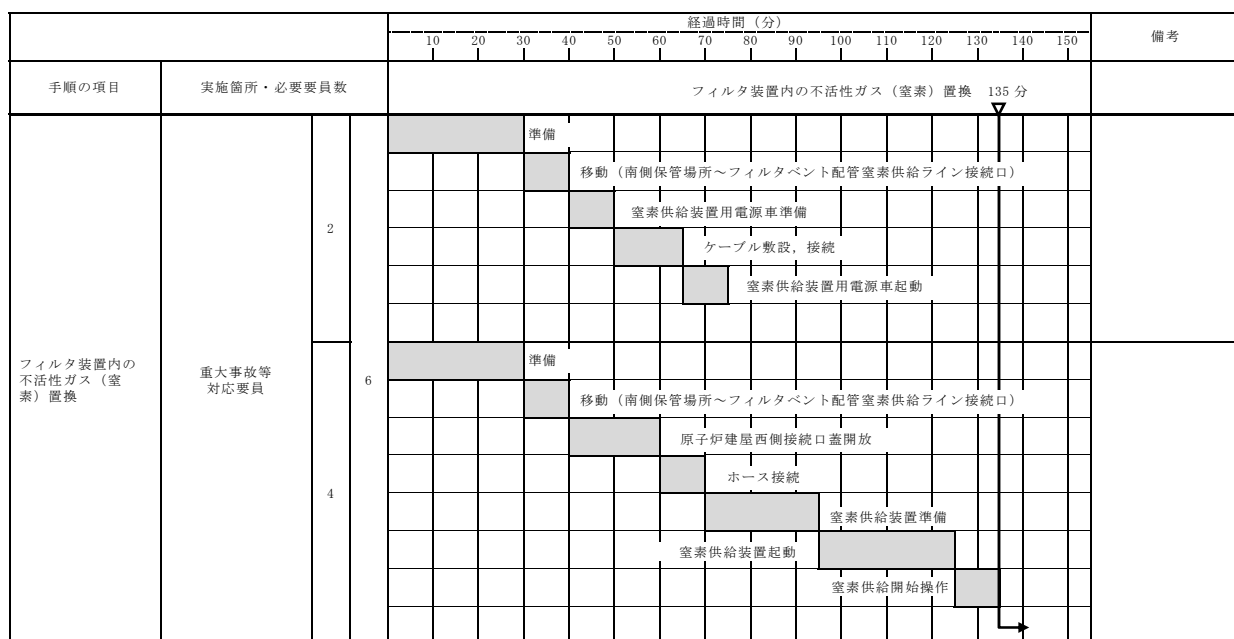 経過時間(分)
備考
10 20 30 40 50 60 70 80 90 100 110 120 130 140 150
手順の項目
実施箇所・必要要員数
フィルタ装置内の不活性ガス(窒素)置換 135 分
準備
移動(南側保管場所~フィルタベント配管窒素供給ライン接続口)
窒素供給装置用電源車準備
2
ケーブル敷設,接続
窒素供給装置用電源車起動
フィルタ装置内の
不活性ガス(窒
素)置換
重大事故等
対応要員
6
準備
移動(南側保管場所~フィルタベント配管窒素供給ライン接続口)
原子炉建屋西側接続口蓋開放
ホース接続
4
窒素供給装置準備
窒素供給装置起動
窒素供給開始操作